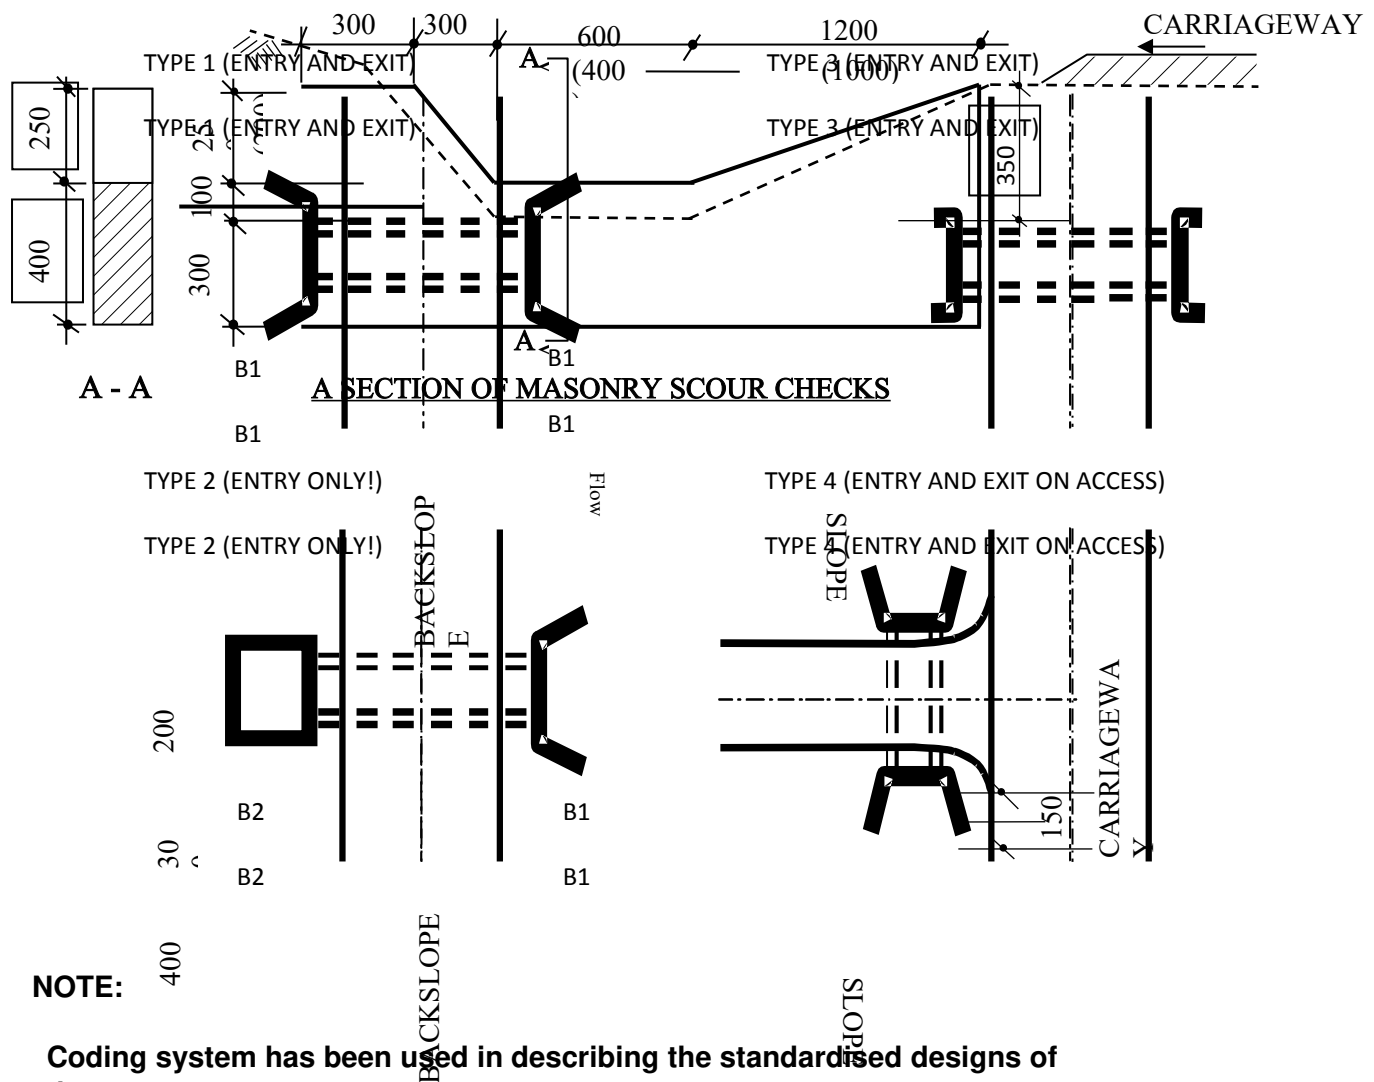 300 300 600 1200 CARRIAGEWAY
TYPE 1 (ENTRY AND EXIT) A (400 TYPE 3 (ENTRY AND EXIT) (1000)
250 TYPE 1 (ENTRY AND EXIT) TYPE 3 (ENTRY AND EXIT)
350
100
400 300
A
B1 B1
A - A A SECTION OF MASONRY SCOUR CHECKS
B1 B1
TYPE 2 (ENTRY ONLY!) Flow TYPE 4 (ENTRY AND EXIT ON ACCESS)
BACKSLOP
E
SLOPE
TYPE 2 (ENTRY ONLY!) TYPE 4 (ENTRY AND EXIT ON ACCESS)
200
CARRIAGEWA
Y
B2 B1 150
30
B2 B1
400 BACKSLOPE SLOPE
NOTE:
Coding system has been used in describing the standardised designs of